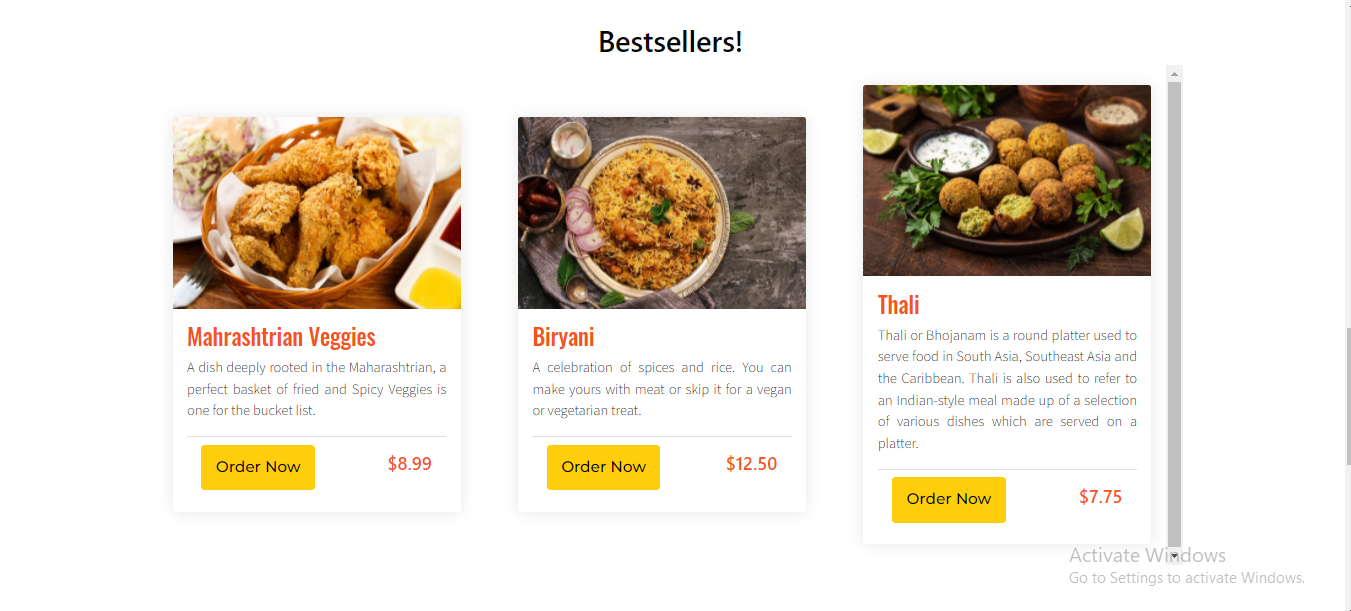 Bestsellers!
Mahrashtrian Veggies
A dish deeply rooted in the Maharashtrian, a
perfect basket of fried and Spicy Veggies is
one for the bucket list.
Order Now
$8.99
Biryani
A celebration of spices and rice. You can
make yours with meat or skip it for a vegan
or vegetarian treat.
Order Now
$12.50
Thali
Thali or Bhojanam is a round platter used to
serve food in South Asia, Southeast Asia and
the Caribbean. Thali is also used to refer to
an Indian-style meal made up of a selection
of various dishes which are served on a
platter.
Order Now
$7.75
Activate Windows
Go to Settings to activate Windows.